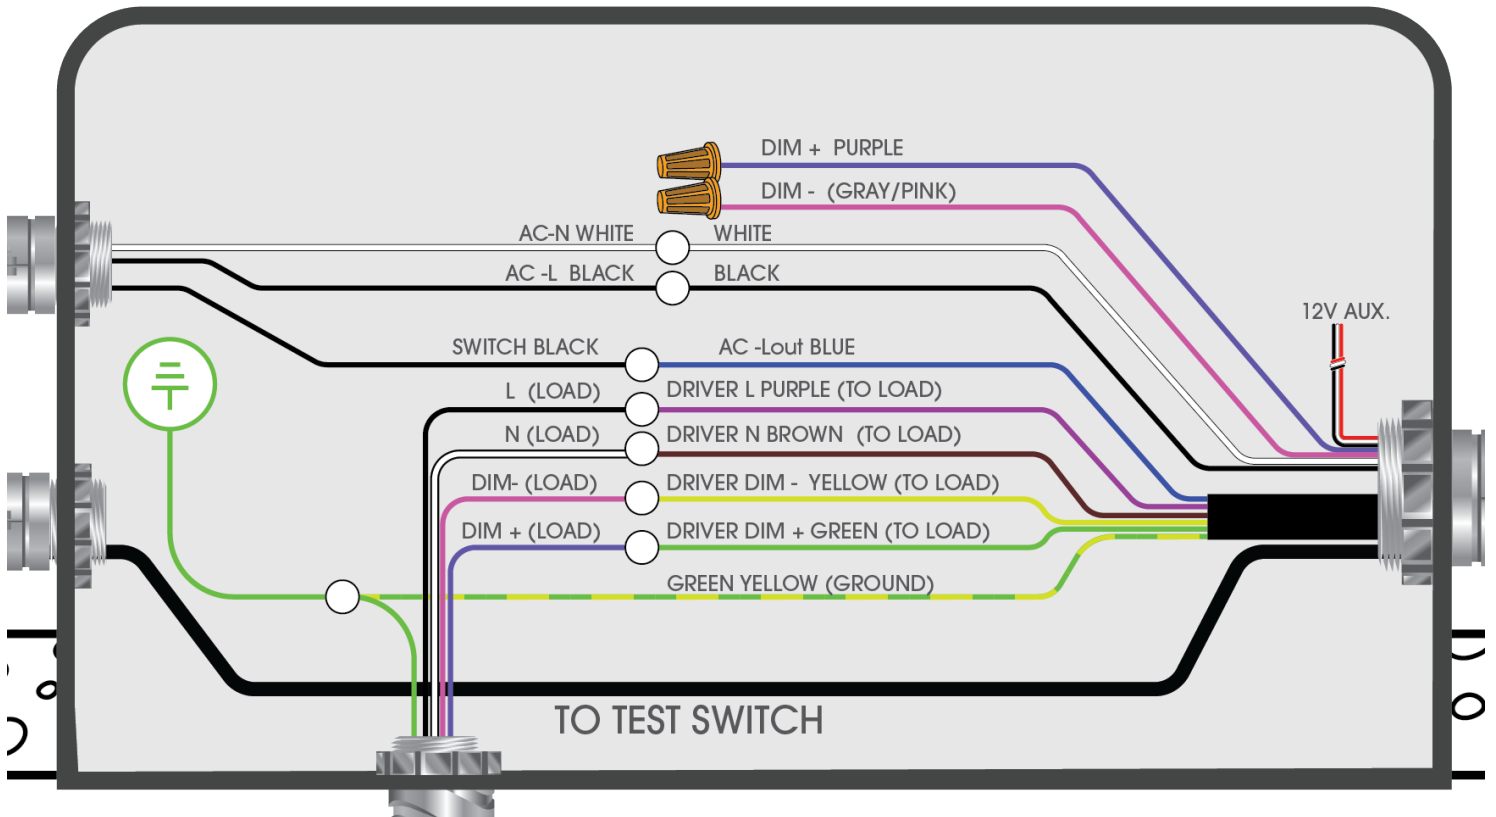 DIM + PURPLE
DIM - (GRAY/PINK)
AC-N WHITE
WHITE
AC -L BLACK
BLACK
12V AUX.
SWITCH BLACK
AC -Lout BLUE
L (LOAD)
DRIVER L PURPLE (TO LOAD)
N (LOAD)
DRIVER N BROWN (TO LOAD)
DIM- (LOAD)
DRIVER DIM - YELLOW (TO LOAD)
DIM + (LOAD)
DRIVER DIM + GREEN (TO LOAD)
GREEN YELLOW (GROUND)
TO TEST SWITCH